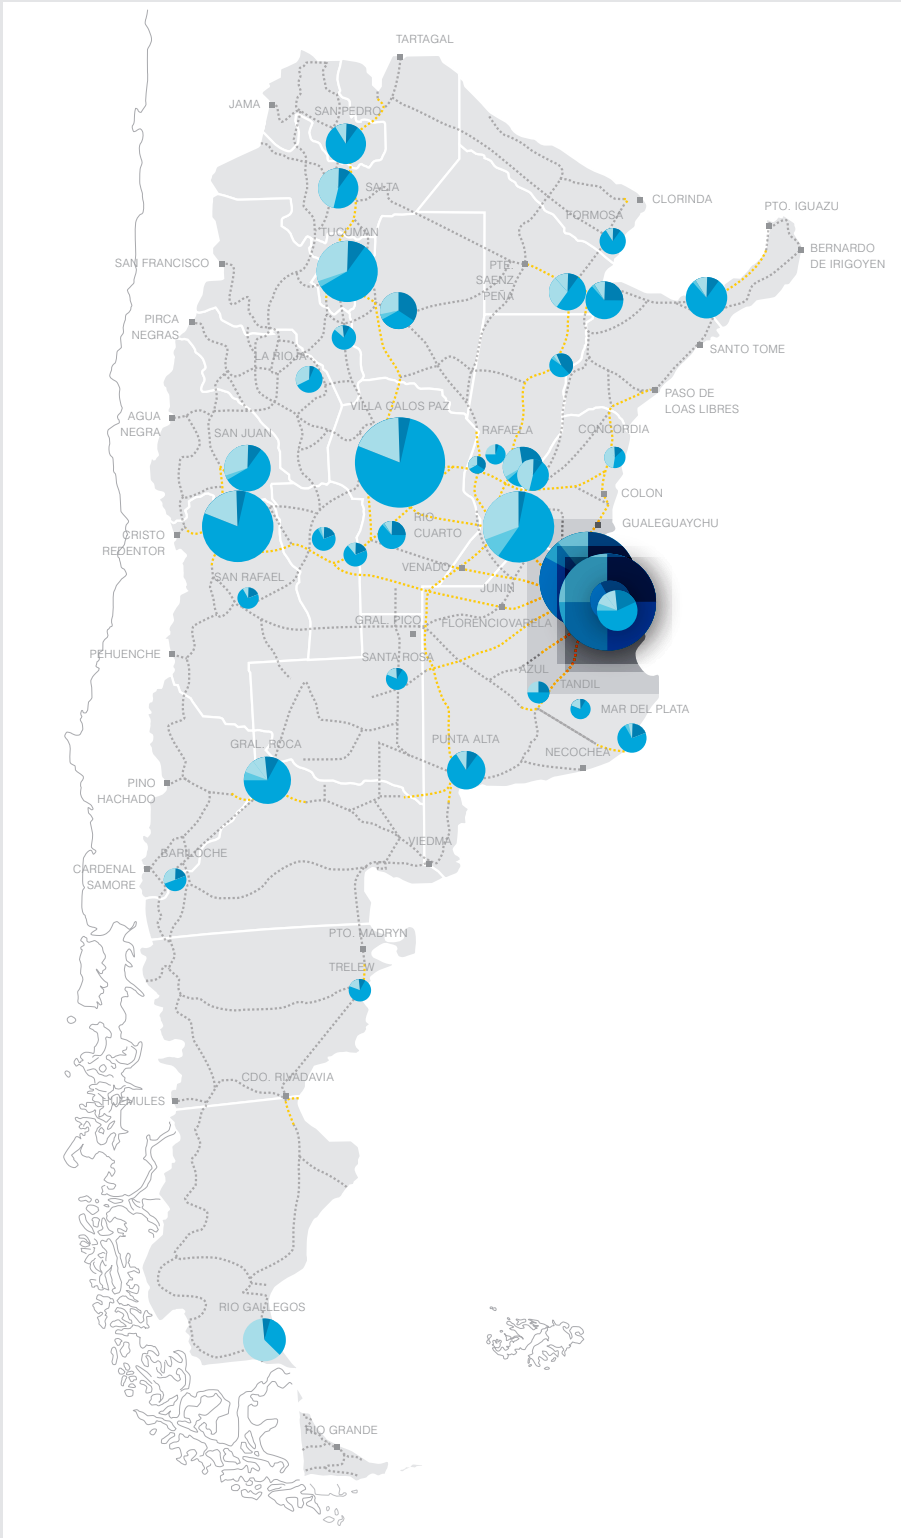 TARTAGAL
JAMA
SAN PEDRO
SALTA
CLORINDA
PTO. IGUAZU
FORMOSA
TUCUMAN
BERNARDO
DE IRIGOYEN
SAN FRANCISCO
PTE.
SAENZ
PEÑA
PIRCA
NEGRAS
SANTO TOME
LA RIOJA
PASO DE
LOAS LIBRES
VILLA CALOS PAZ
AGUA
NEGRA
SAN JUAN
RAFAELA
CONCORDIA
COLON
RIO
CUARTO
GUALEGUAYCHU
CRISTO
REDENTOR
VENADO
SAN RAFAEL
JUNIN
GRAL. PICO
FLORENCIOVARELA
PEHUENCHE
SANTA ROSA
AZUL
TANDIL
MAR DEL PLATA
GRAL. ROCA
PUNTA ALTA
NECOCHEA
PINO
HACHADO
VIEDMA
BARILOCHE
CARDENAL
SAMORE
PTO. MADRYN
TRELEW
CDO. RIVADAVIA
HUEMULES
RIO GALLEGOS
RIO GRANDE